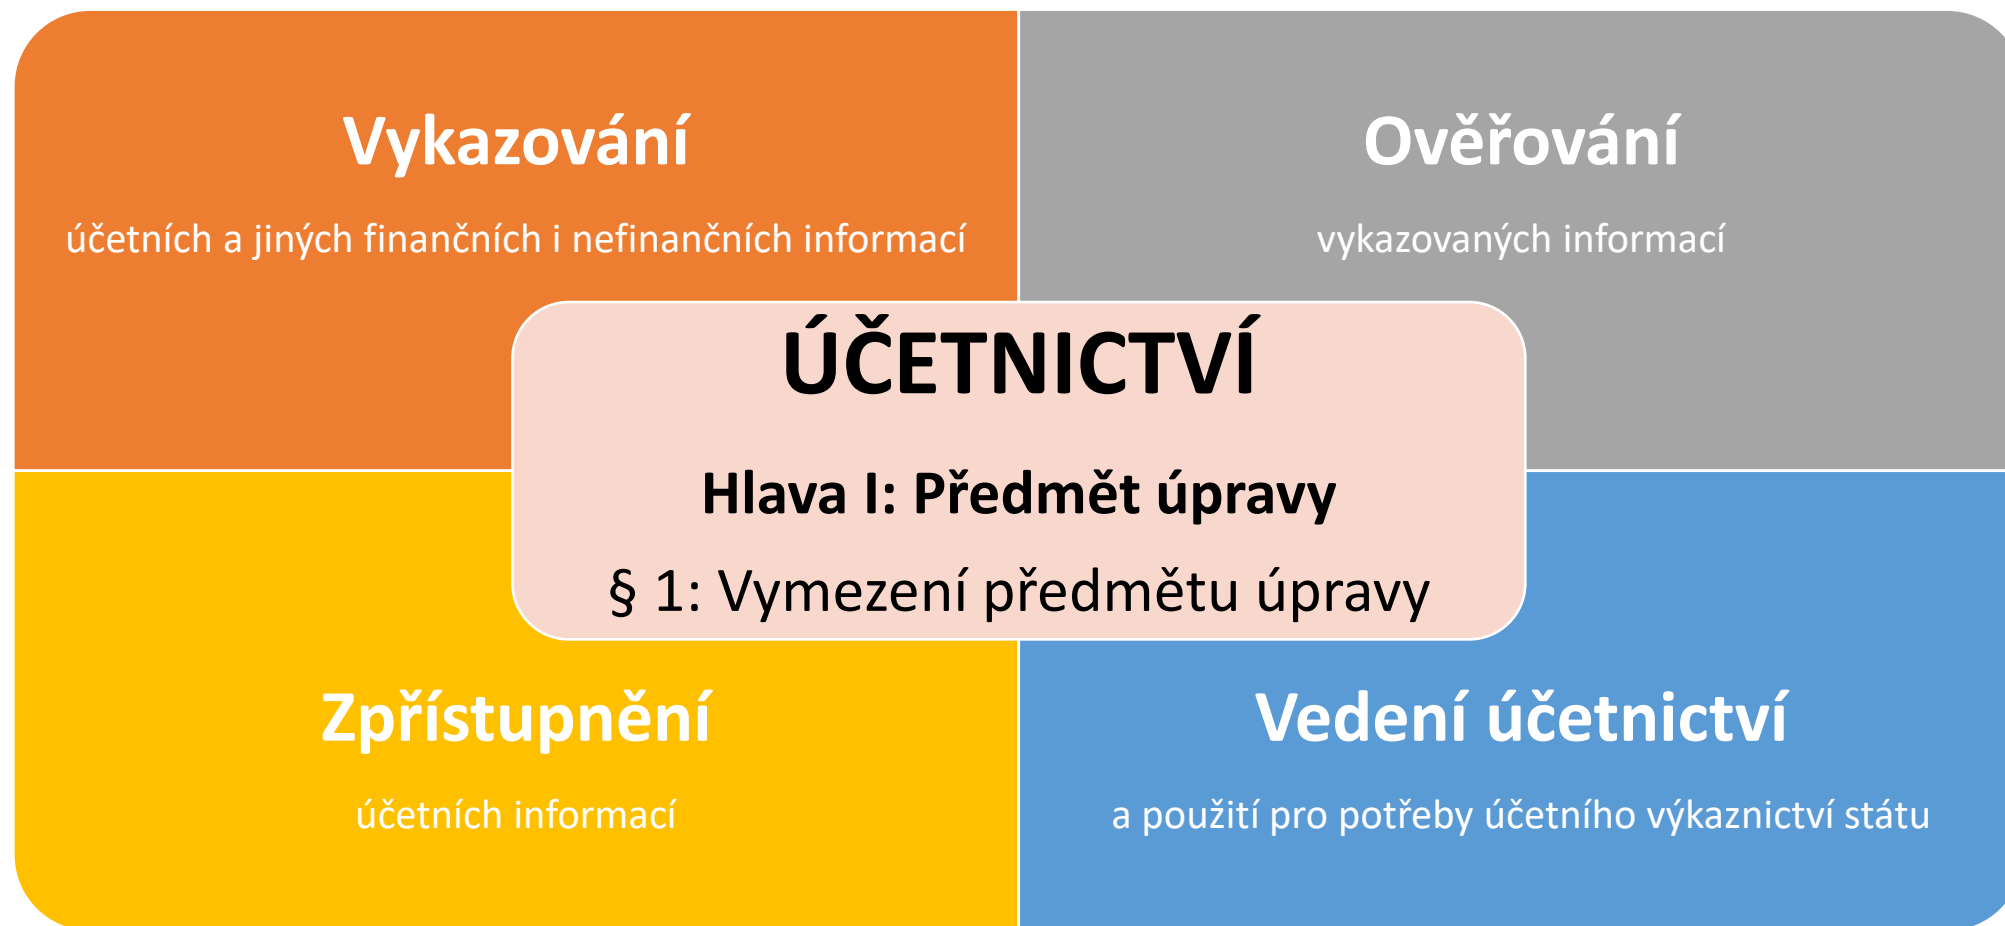 Vykazování
účetních a jiných finančních i nefinančních informací
Ověřování
vykazovaných informací
ÚČETNICTVÍ
Hlava I: Předmět úpravy
§ 1: Vymezení předmětu úpravy
Zpřístupnění
účetních informací
Vedení účetnictví
a použití pro potřeby účetního výkaznictví státu